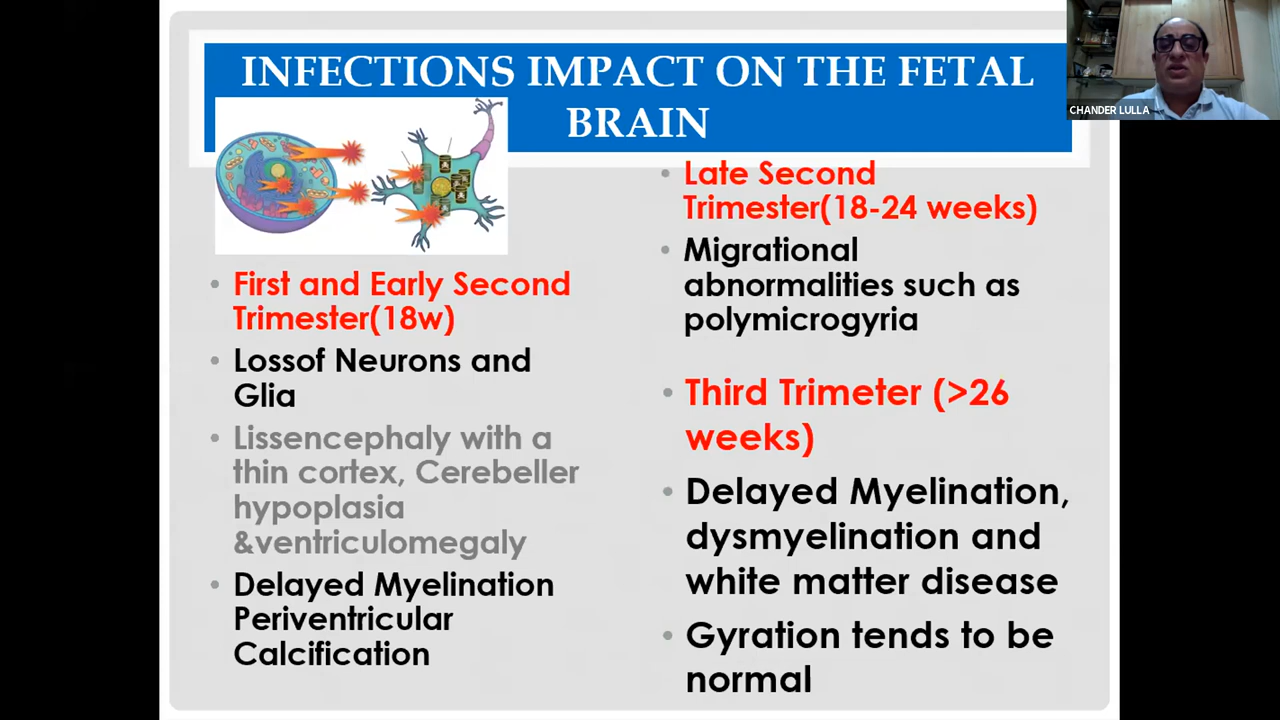 INFECTIONS IMPACT ON THE FETAL
BRAIN
CHANDER LULLA
First and Early Second
Trimester(18w)
Lossof Neurons and
Glia
Lissencephaly with a
thin cortex, Cerebeller
hypoplasia
&ventriculomegaly
Delayed Myelination
Periventricular
Calcification
Late Second
Trimester(18-24 weeks)
Migrational
abnormalities such as
polymicrogyria
Third Trimeter (>26
weeks)
Delayed Myelination,
dysmyelination and
white matter disease
Gyration tends to be
normal